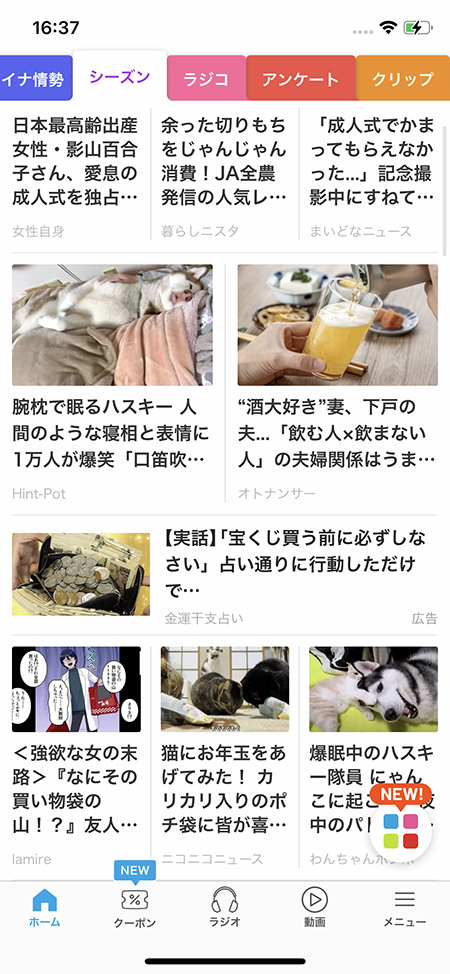 16:37
イナ情勢
シーズン
ラジコ
アンケート
クリップ
日本最高齢出産
女性・影山百合
子さん、愛息の
成人式を独占…
女性自身
余った切りもち
をじゃんじゃん
消費！JA全農
発信の人気レ…
暮らしニスタ
「成人式でかま
ってもらえなか
った…」記念撮
影中にすねて…
まいどなニュース
腕枕で眠るハスキー 人
間のような寝相と表情に
1万人が爆笑「口笛吹…
Hint-Pot
“酒大好き”妻、下戸の
夫…「飲む人×飲まない
人」の夫婦関係はうま…
オトナンサー
【実話】「宝くじ買う前に必ずしな
さい」占い通りに行動しただけ
で…
金運干支占い
広告
＜強欲な女の末
路＞『なにその
買い物袋の
山！？』友人…
lamire
猫にお年玉をあ
げてみた！ カ
リカリ入りのポ
チ袋に皆が喜…
ニコニコニュース
爆眠中のハスキ
ー隊員 にゃん
こに起こ
中のパト
わんちゃんホ
NEW!
NEW
ホーム
クーポン
ラジオ
動画
メニュー